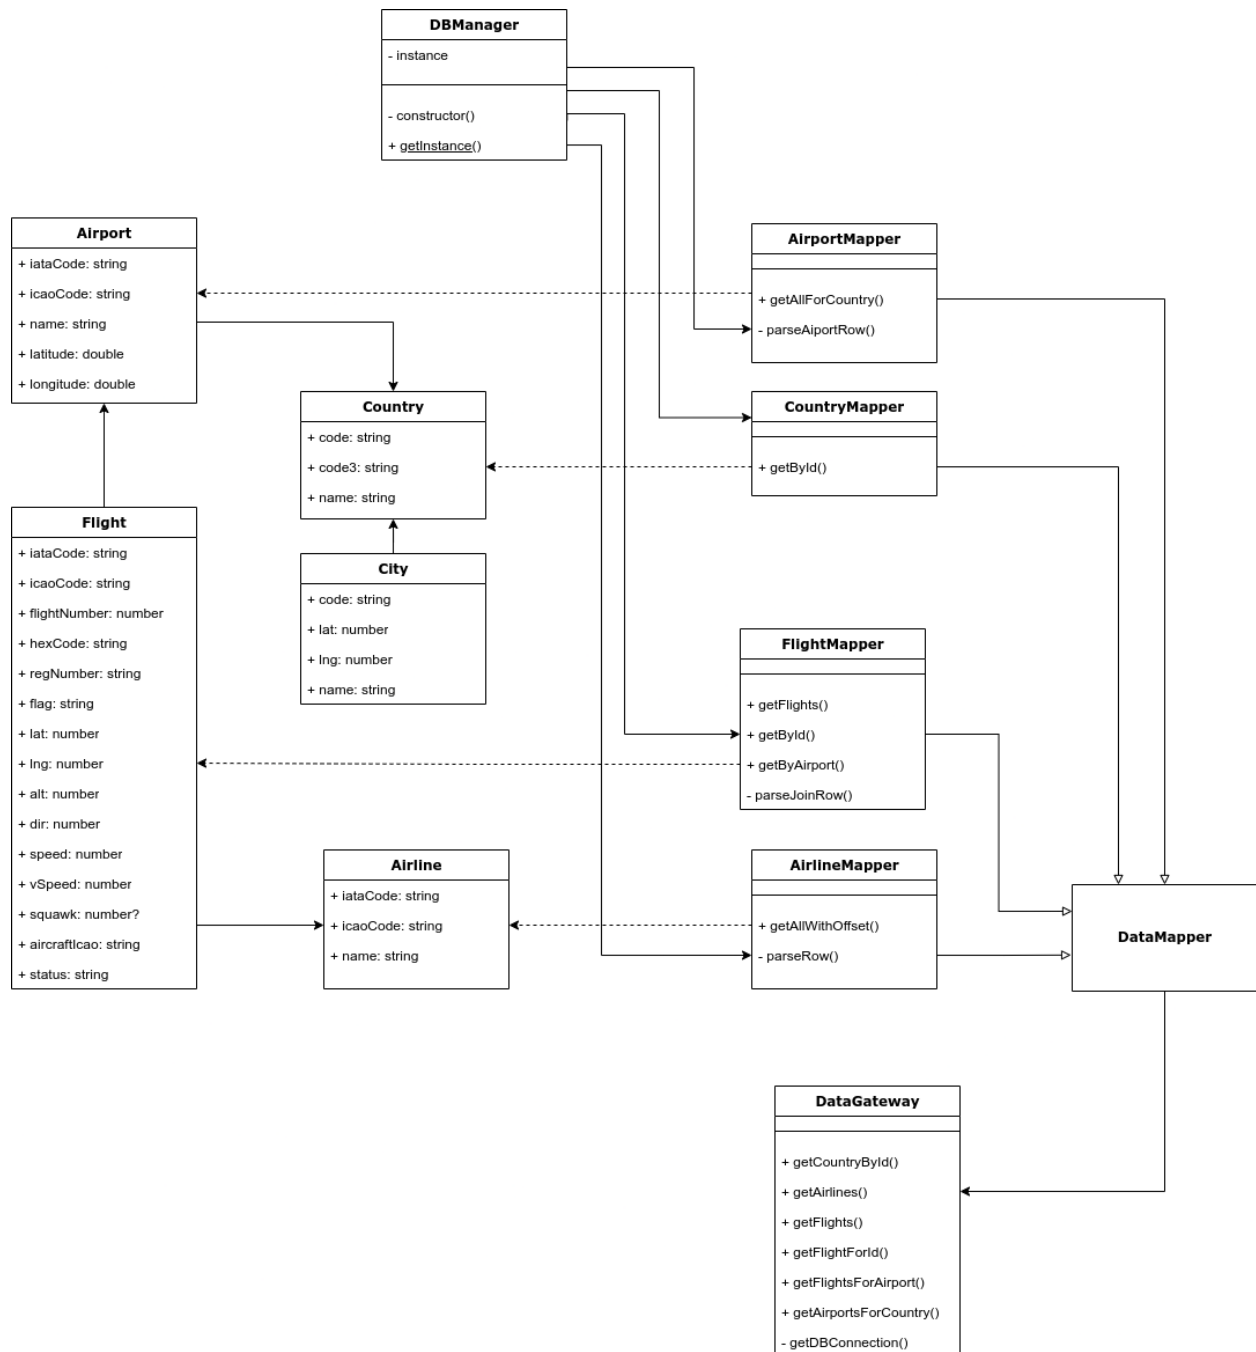 DBManager
- instance
- constructor()
+ getInstance()
Airport
+ iataCode: string
+ icaoCode: string
+ name: string
+ latitude: double
+ longitude: double
AirportMapper
+ getAllForCountry()
- parseAiportRow()
Country
+ code: string
+ code3: string
+ name: string
CountryMapper
+ getById()
Flight
+ iataCode: string
+ icaoCode: string
+ flightNumber: number
+ hexCode: string
+ regNumber: string
+ flag: string
+ lat: number
+ lng: number
+ alt: number
+ dir: number
+ speed: number
+ vSpeed: number
+ squawk: number?
+ aircraftIcao: string
+ status: string
City
+ code: string
+ lat: number
+ lng: number
+ name: string
FlightMapper
+ getFlights()
+ getById()
+ getByAirport()
- parseJoinRow()
Airline
+ iataCode: string
+ icaoCode: string
+ name: string
AirlineMapper
+ getAllWithOffset()
- parseRow()
DataMapper
DataGateway
+ getCountryById()
+ getAirlines()
+ getFlights()
+ getFlightForId()
+ getFlightsForAirport()
+ getAirportsForCountry()
- getDBConnection()